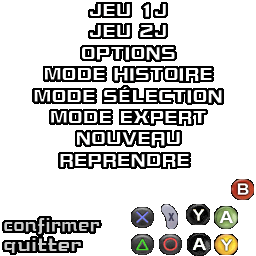 JEU 1J
JEU 2J
OPTIONS
MODE HISTOIRE
MODE SÉLECTION
MODE EXPERT
NOUVEAU
REPRENDRE
B
confirmer X X Y A
quitter A Y